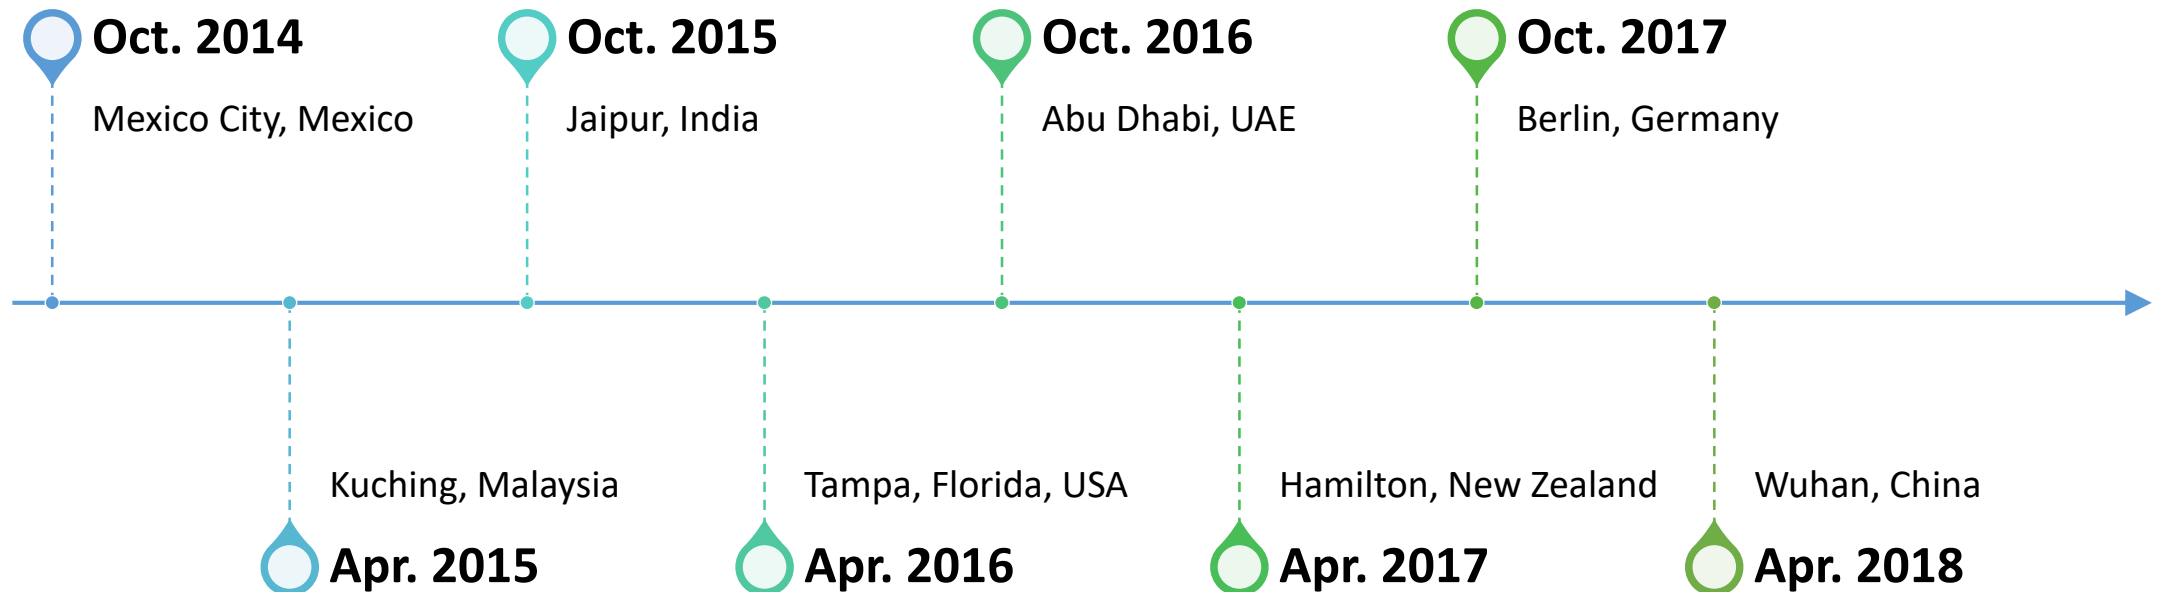 Oct. 2014
Mexico City, Mexico
Oct. 2015
Jaipur, India
Oct. 2016
Abu Dhabi, UAE
Oct. 2017
Berlin, Germany
Kuching, Malaysia
Apr. 2015
Tampa, Florida, USA
Apr. 2016
Hamilton, New Zealand
Apr. 2017
Wuhan, China
Apr. 2018